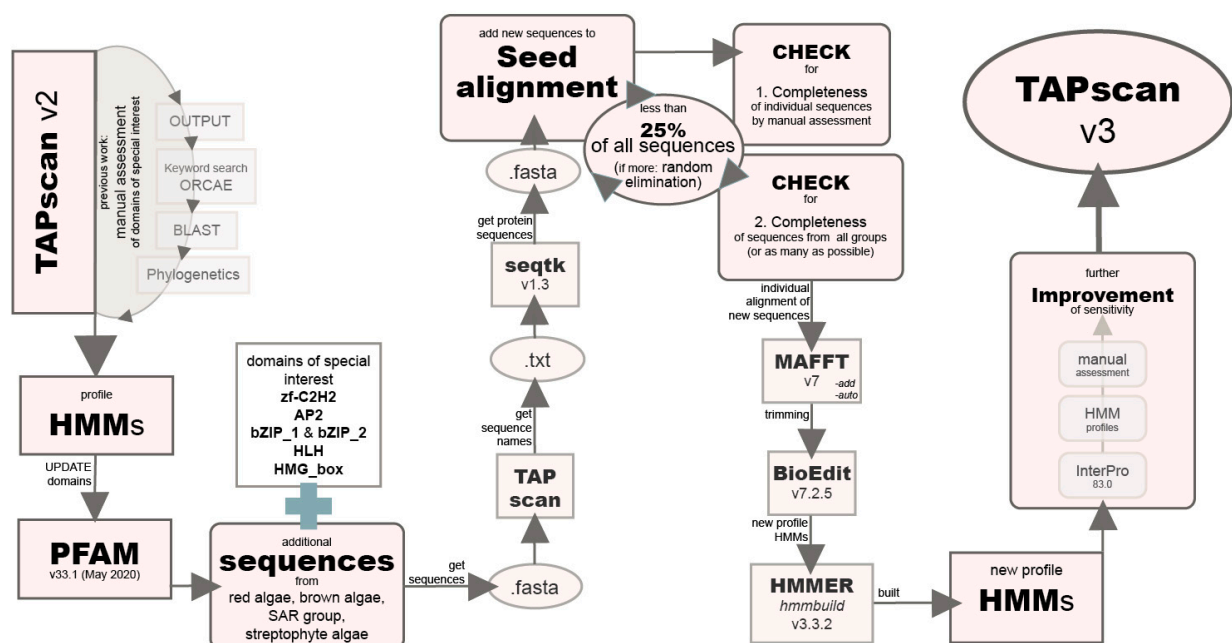 TAPscan v2
previous work:
manual assessment
of domains of special interest
OUTPUT
Keyword search
ORCAE
BLAST
Phylogenetics
profile
HMMs
UPDATE
domains
PFAM
v33.1 (May 2020)
domains of special
interest
zf-C2H2
AP2
bZIP_1 & bZIP_2
HLH
HMG_box
additional
sequences
from
red algae, brown algae,
SAR group,
streptophyte algae
get
sequences
.fasta
TAP
scan
get
sequence
names
.txt
seqtk
v1.3
get protein
sequences
.fasta
add new sequences to
Seed
alignment
less than
25%
of all sequences
(if more: random
elimination)
CHECK
for
1. Completeness
of individual sequences
by manual assessment
CHECK
for
2. Completeness
of sequences from all groups
(or as many as possible)
individual
alignment of
new sequences
MAFFT
v7
-add
-auto
trimming
BioEdit
v7.2.5
new profile
HMMs
HMMER
hmmbuild
v3.3.2
built
new profile
HMMs
InterPro
83.0
HMM
profiles
manual
assessment
further
Improvement
of sensitivity
TAPscan
v3